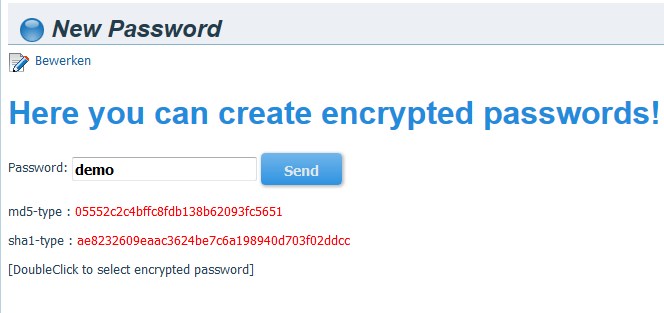 New Password
Bewerken
Here you can create encrypted passwords!
Password: demo Send
md5-type : 05552c2c4bffc8fdb138b62093fc5651
sha1-type : ae8232609eaac3624be7c6a198940d703f02ddcc
[DoubleClick to select encrypted password]